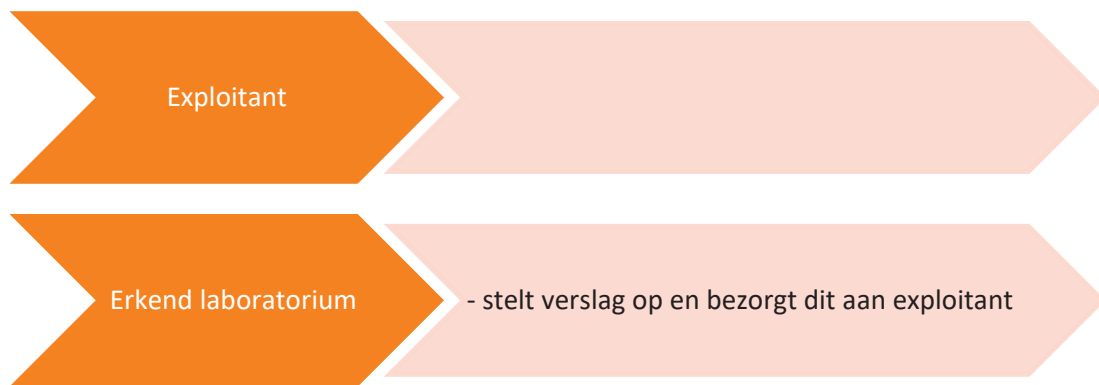 Exploitant
Erkend laboratorium
- stelt verslag op en bezorgt dit aan exploitant